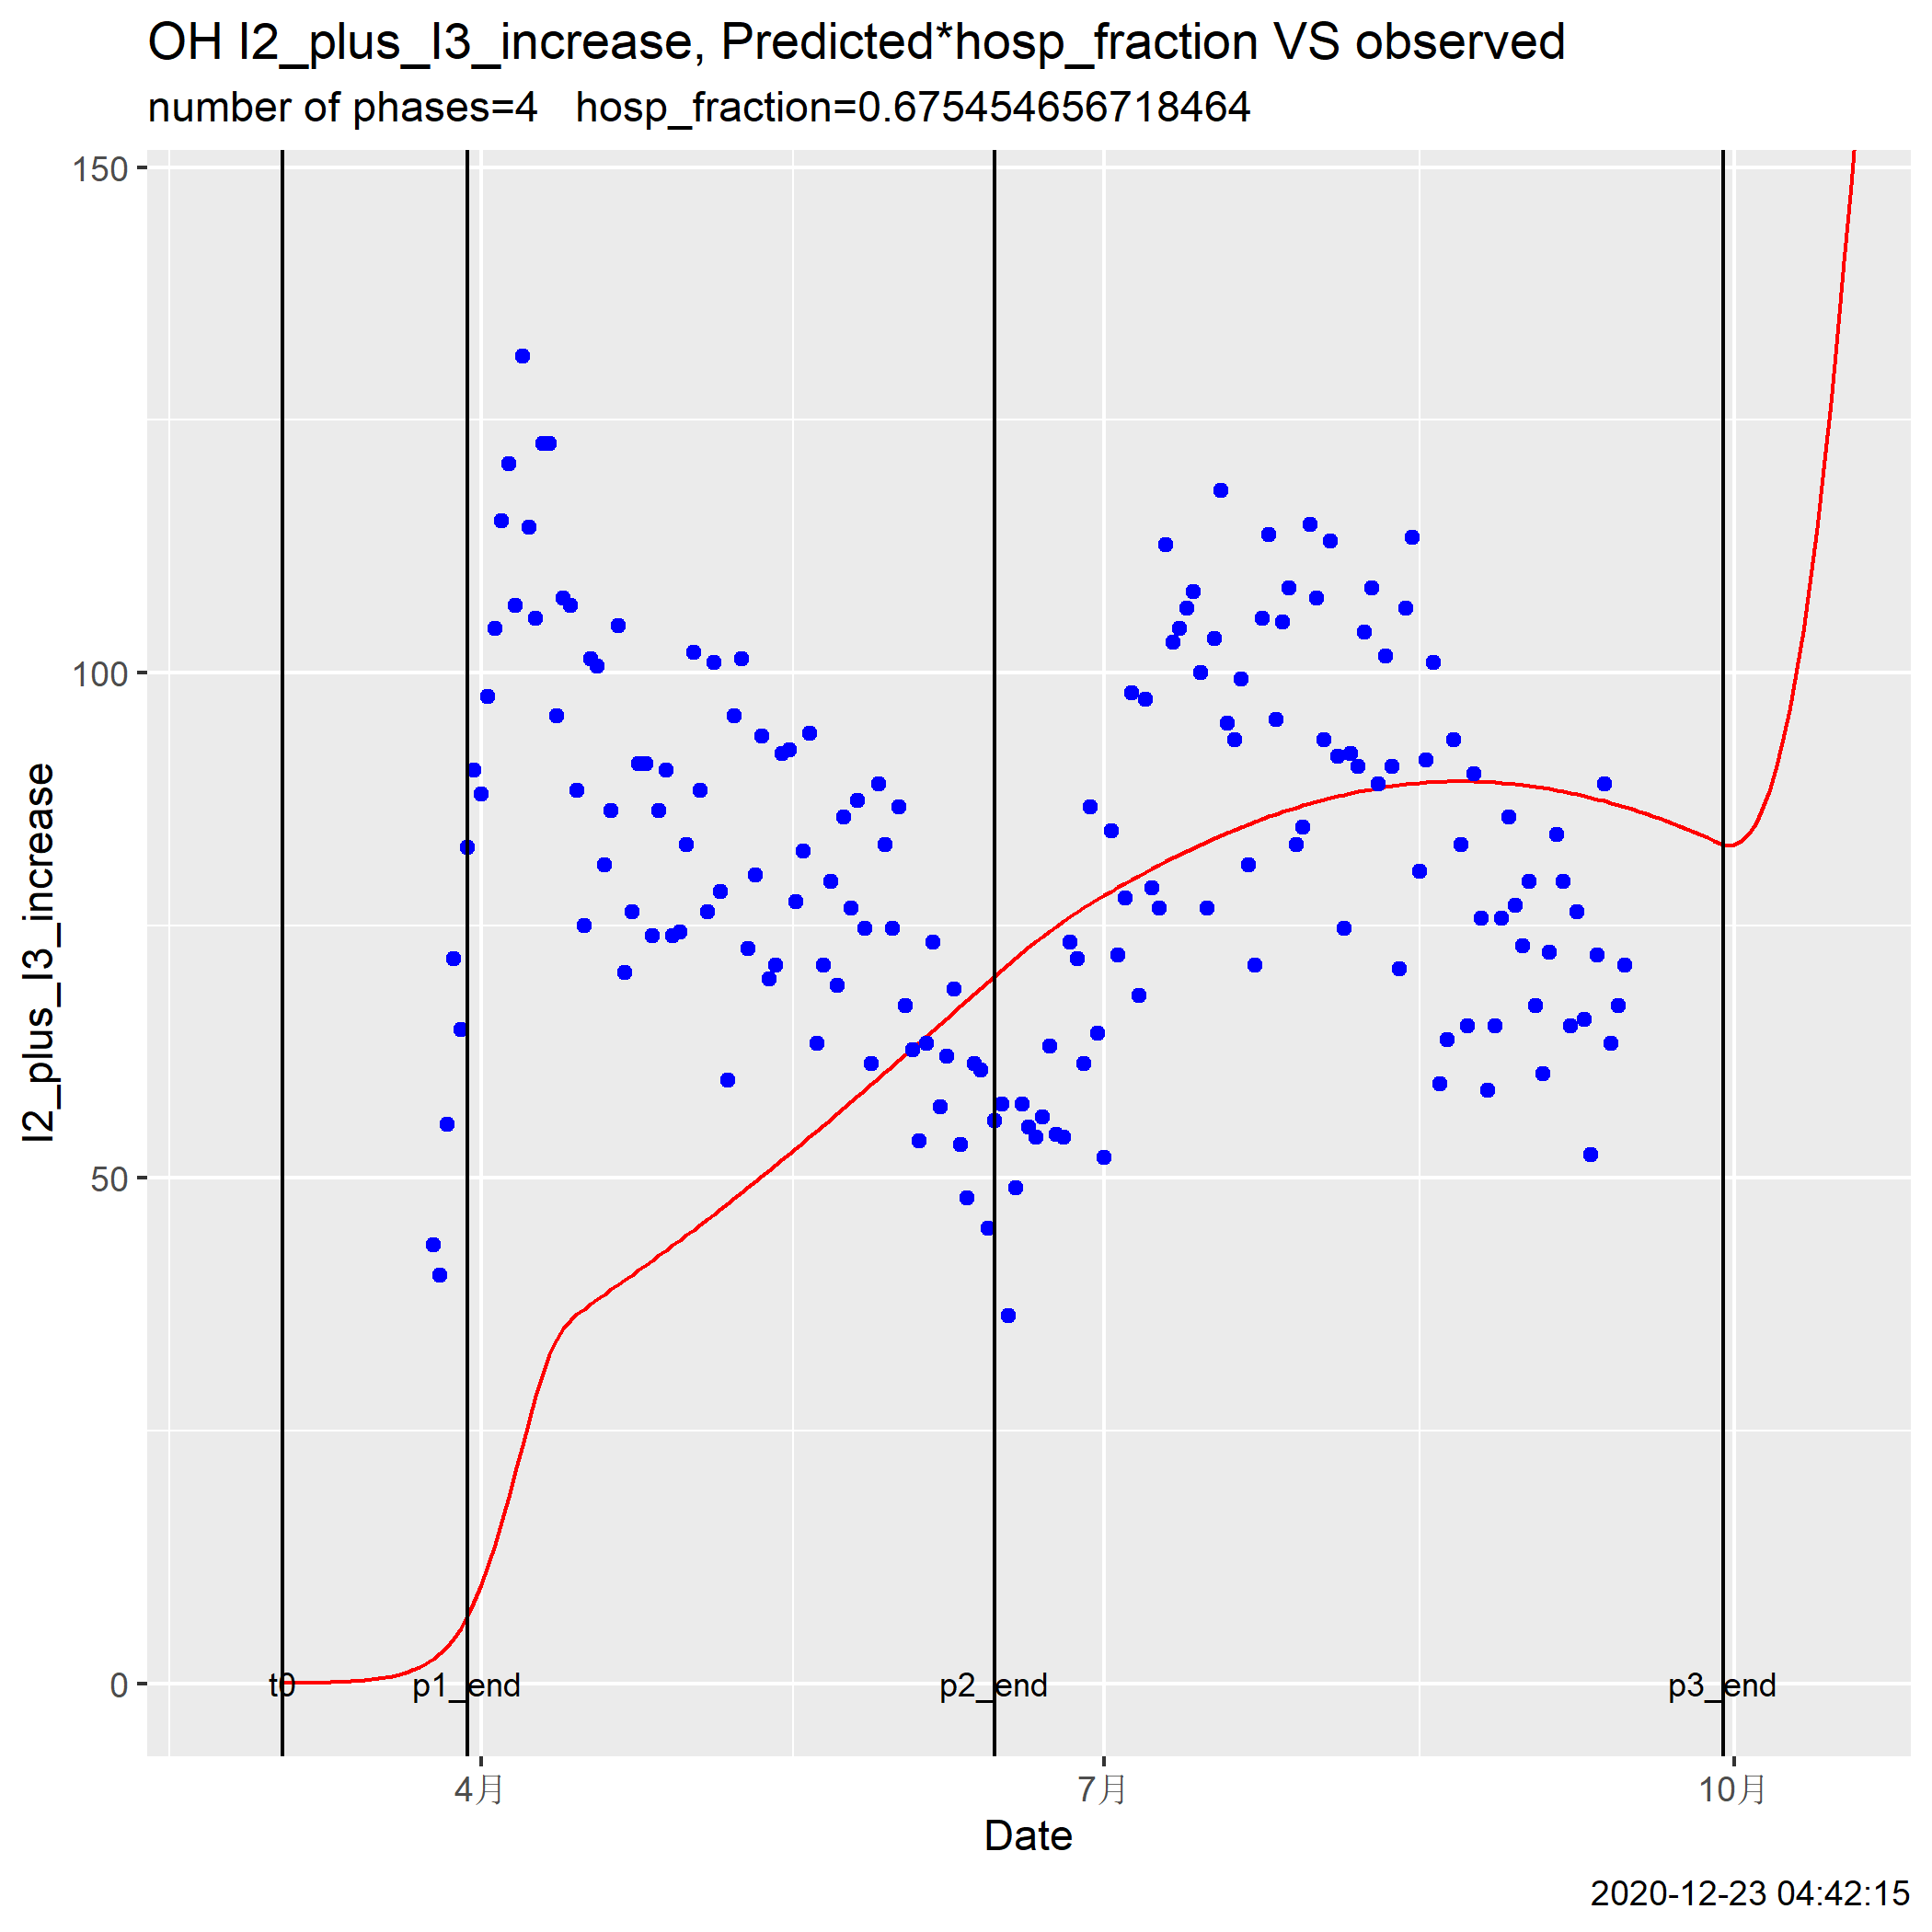 OH I2_plus_I3_increase, Predicted*hosp_fraction VS observed
number of phases=4   hosp_fraction=0.675454656718464
150
100
50
0
I2_plus_I3_increase
t0
p1_end
p2_end
p3_end
4月
7月
10月
Date
2020-12-23 04:42:15